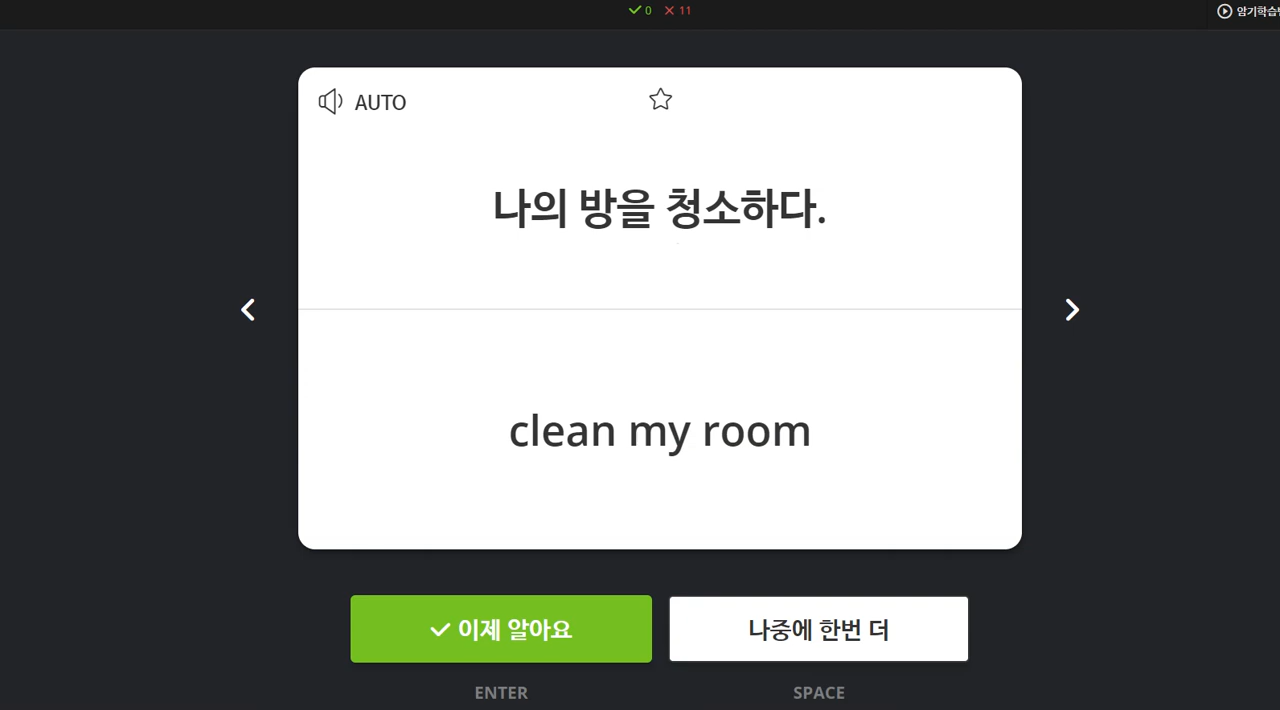 0 11
암기학습
AUTO
나의 방을 청소하다.
clean my room
이제 알아요
나중에 한번 더
ENTER
SPACE